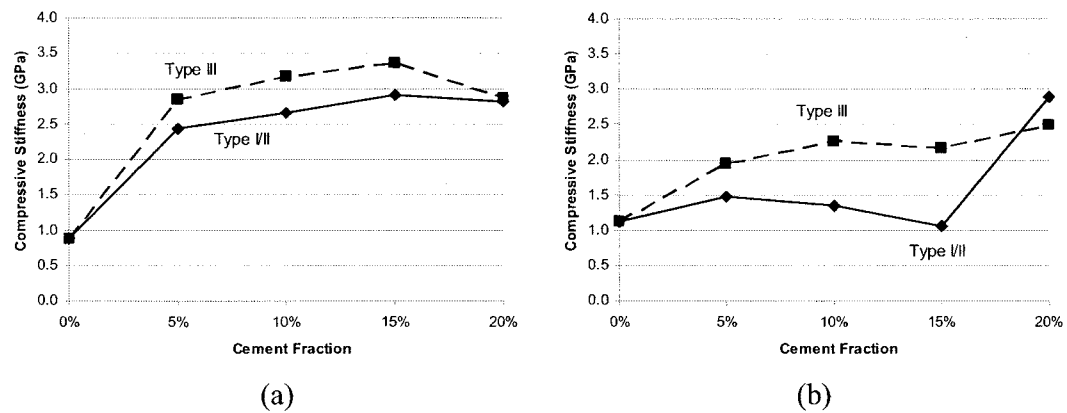 Compressive Stiffness (GPa)
4.0
3.5
3.0
2.5
2.0
1.5
1.0
0.5
0.0
Type III
Type I/II
0% 5% 10% 15% 20%
Cement Fraction
(a)
Compressive Stiffness (GPa)
4.0
3.5
3.0
2.5
2.0
1.5
1.0
0.5
0.0
Type III
Type I/II
0% 5% 10% 15% 20%
Cement Fraction
(b)